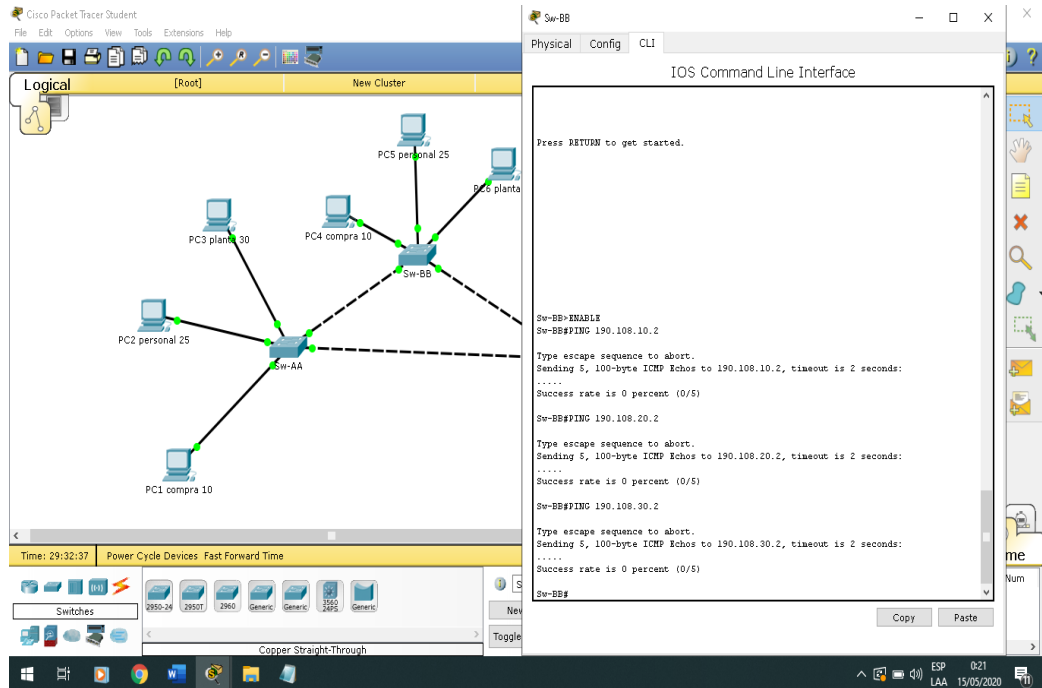 Cisco Packet Tracer Student
File Edit Options View Tools Extensions Help
Logical
[Root]
New Cluster
PC5 personal 25
PC6 planta
PC4 compra 10
PC3 planta 30
Sw-BB
PC2 personal 25
Sw-AA
PC1 compra 10
Time: 29:32:37
Power Cycle Devices Fast Forward Time
Switches
2950-24
2950T
2960
Generic
Generic
3560
24PS
Generic
Copper Straight-Through
New
Toggle
Sw-BB
Physical
Config
CLI
IOS Command Line Interface
Press RETURN to get started.
Sw-BB>ENABLE
Sw-BB#PING 190.108.10.2
Type escape sequence to abort.
Sending 5, 100-byte ICMP Echos to 190.108.10.2, timeout is 2 seconds:
.....
Success rate is 0 percent (0/5)
Sw-BB#PING 190.108.20.2
Type escape sequence to abort.
Sending 5, 100-byte ICMP Echos to 190.108.20.2, timeout is 2 seconds:
.....
Success rate is 0 percent (0/5)
Sw-BB#PING 190.108.30.2
Type escape sequence to abort.
Sending 5, 100-byte ICMP Echos to 190.108.30.2, timeout is 2 seconds:
.....
Success rate is 0 percent (0/5)
Sw-BB#
Copy
Paste
me
Num
ESP
LAA
0:21
15/05/2020